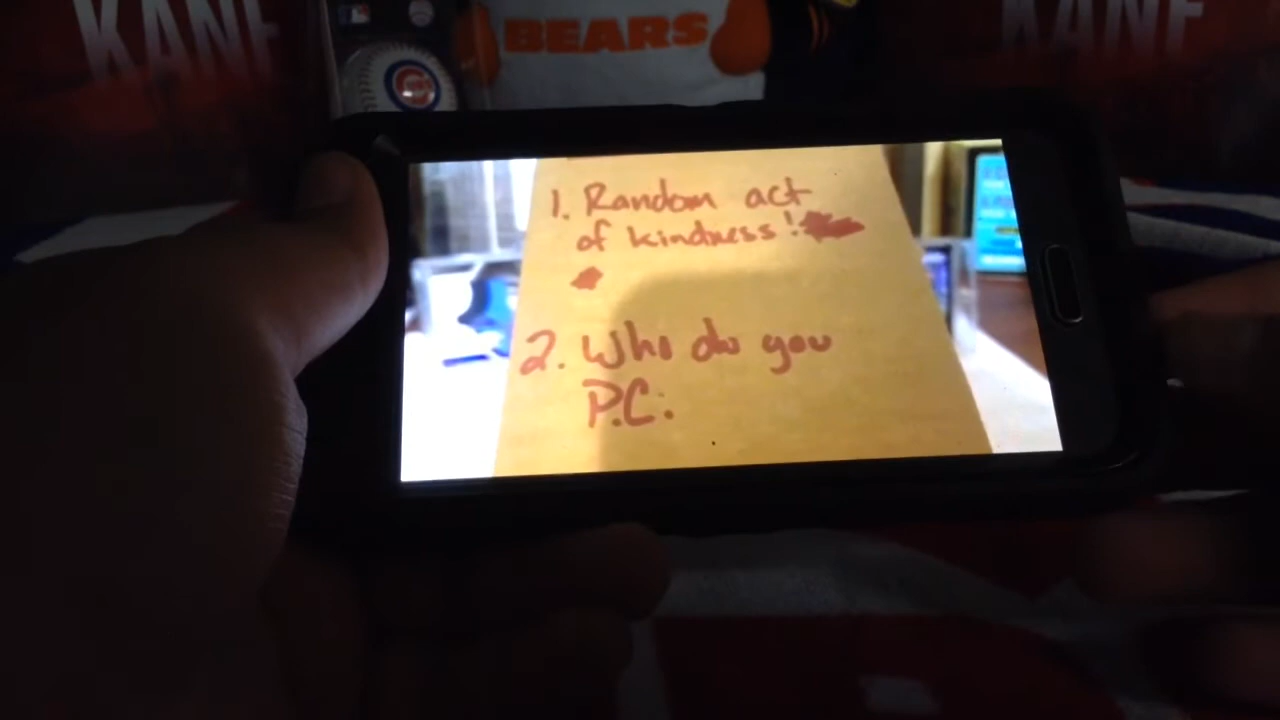 KANE
BEARS
KANE
1. Random act
of kindness!
2. Who do you
P.C.